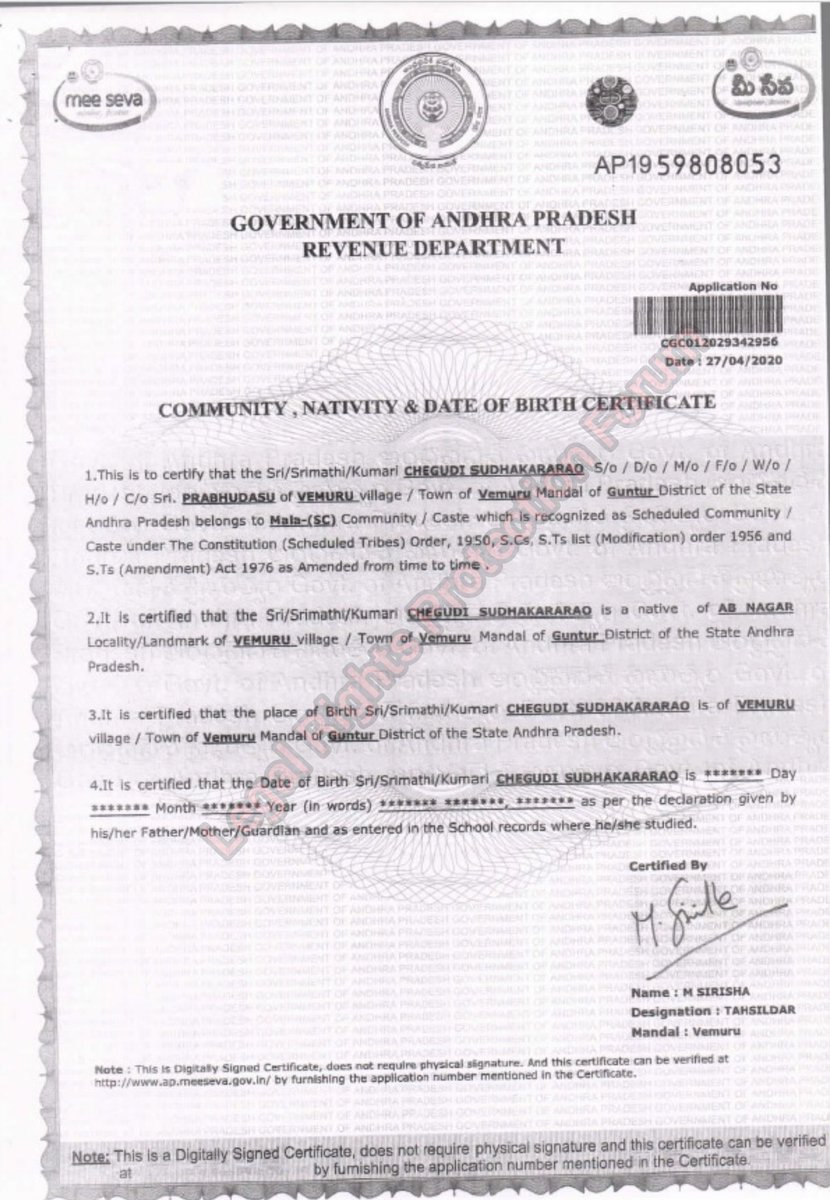 mee seva
మీ సేవ
AP19 59808053
GOVERNMENT OF ANDHRA PRADESH
REVENUE DEPARTMENT
Application No
CGC012029342956
Date : 27/04/2020
COMMUNITY , NATIVITY & DATE OF BIRTH CERTIFICATE
1.This is to certify that the Sri/Srimathi/Kumari CHEGUDI SUDHAKARARAO S/o / D/o / M/o / F/o / W/o /
H/o / C/o Sri. PRABHUDASU of VEMURU village / Town of Vemuru Mandal of Guntur District of the State
Andhra Pradesh belongs to Mala-(SC) Community / Caste which is recognized as Scheduled Community /
Caste under The Constitution (Scheduled Tribes) Order, 1950, S.Cs, S.Ts list (Modification) order 1956 and
S.Ts (Amendment) Act 1976 as Amended from time to time .
2.It is certified that the Sri/Srimathi/Kumari CHEGUDI SUDHAKARARAO is a native of AB NAGAR
Locality/Landmark of VEMURU village / Town of Vemuru Mandal of Guntur District of the State Andhra
Pradesh.
3.It is certified that the place of Birth Sri/Srimathi/Kumari CHEGUDI SUDHAKARARAO is of VEMURU
village / Town of Vemuru Mandal of Guntur District of the State Andhra Pradesh.
4.It is certified that the Date of Birth Sri/Srimathi/Kumari CHEGUDI SUDHAKARARAO is ******* Day
******* Month ******* Year (in words) ******* *******, ******* as per the declaration given by
his/her Father/Mother/Guardian and as entered in the School records where he/she studied.
Legal Rights Protection Forum
Certified By
Name : M SIRISHA
Designation : TAHSILDAR
Mandal : Vemuru
Note : This is Digitally Signed Certificate, does not require physical signature. And this certificate can be verified at
http://www.ap.meeseva.gov.in/ by furnishing the application number mentioned in the Certificate.
Note: This is a Digitally Signed Certificate, does not require physical signature and this certificate can be verified
at by furnishing the application number mentioned in the Certificate.